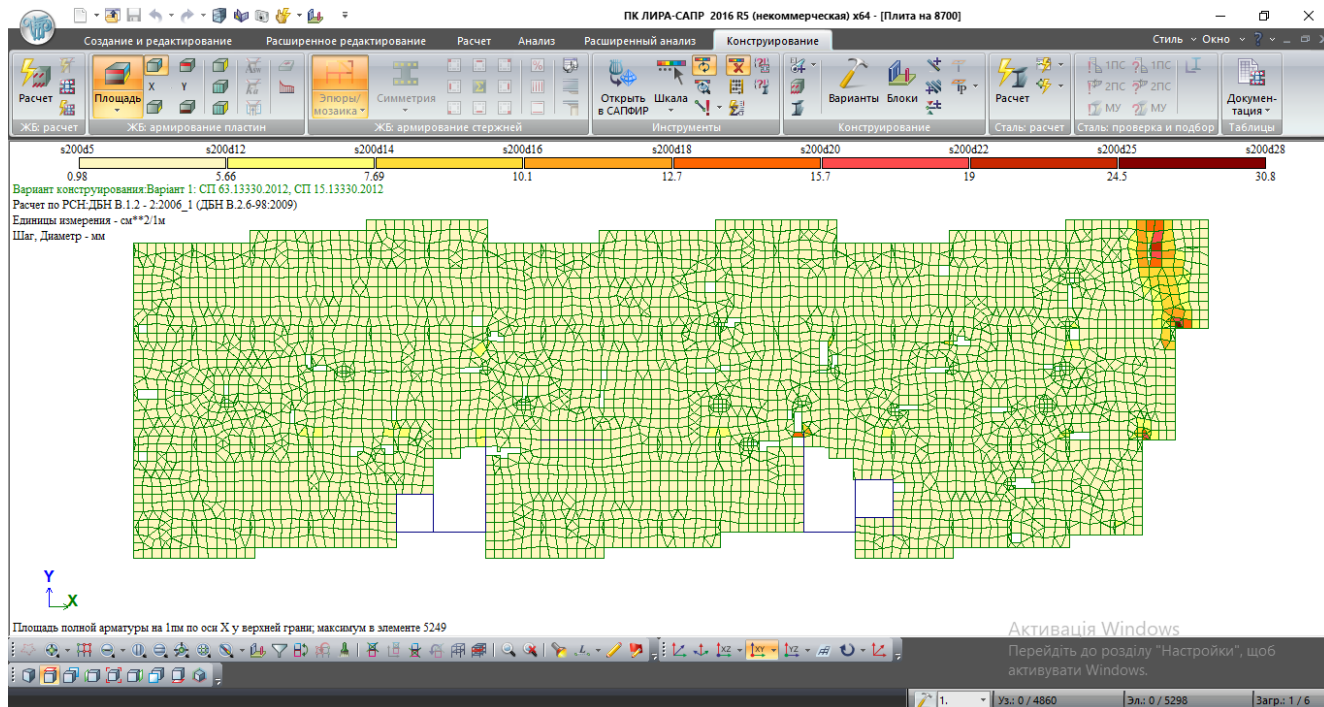 ПК ЛИРА-САПР 2016 R5 (некоммерческая) x64 - [Плита на 8700]
Создание и редактирование Расширенное редактирование Расчет Анализ Расширенный анализ Конструирование Стиль Окно
Расчет Площадь X Y Эпюры/ мозаика Симметрия Открыть в САПФИР Шкала Варианты Блоки Расчет 1ПС 1ПС 2ПС 2ПС МУ МУ Докумен- тация
ЖБ: расчет ЖБ: армирование пластин ЖБ: армирование стержней Инструменты Конструирование Сталь: расчет Сталь: проверка и подбор Таблицы
s200d5 s200d12 s200d14 s200d16 s200d18 s200d20 s200d22 s200d25 s200d28
0.98 5.66 7.69 10.1 12.7 15.7 19 24.5 30.8
Вариант конструирования:Варіант 1: СП 63.13330.2012, СП 15.13330.2012
Расчет по РСН:ДБН В.1.2 - 2:2006_1 (ДБН В.2.6-98:2009)
Единицы измерения - см**2/1м
Шаг, Диаметр - мм
Y
X
Площадь полной арматуры на 1пм по оси X у верхней грани; максимум в элементе 5249
Активація Windows
Перейдіть до розділу "Настройки", щоб
активувати Windows.
XZ XY YZ
1. Уз.: 0 / 4860 Эл.: 0 / 5298 Загр.: 1 / 6